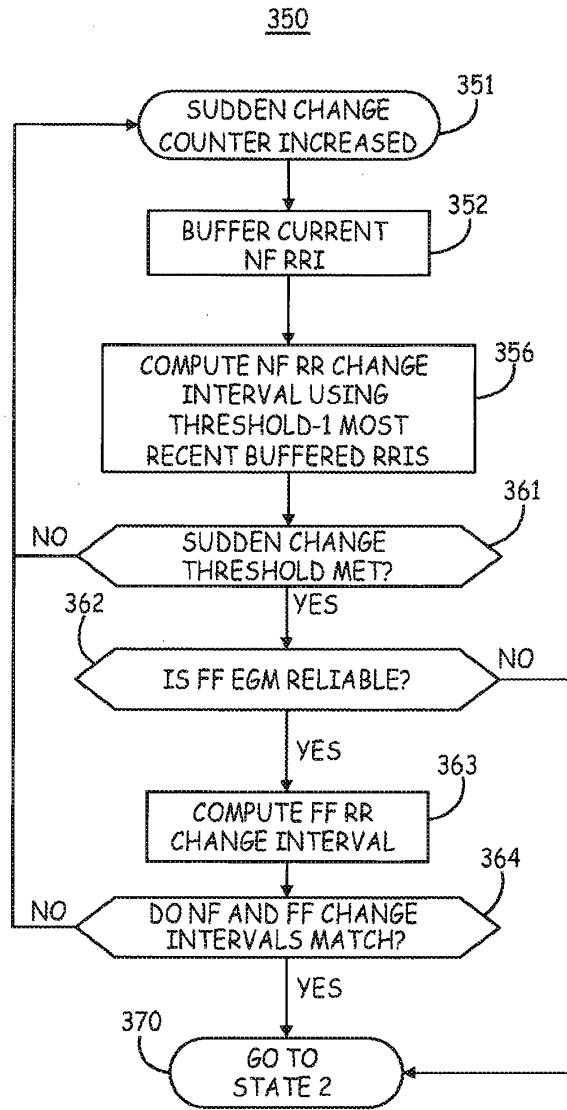 350
351
SUDDEN CHANGE
COUNTER INCREASED
352
BUFFER CURRENT
NF RRI
356
COMPUTE NF RR CHANGE
INTERVAL USING
THRESHOLD-1 MOST
RECENT BUFFERED RRIS
361
NO
SUDDEN CHANGE
THRESHOLD MET?
YES
362
NO
IS FF EGM RELIABLE?
YES
363
COMPUTE FF RR
CHANGE INTERVAL
364
NO
DO NF AND FF CHANGE
INTERVALS MATCH?
YES
370
GO TO
STATE 2